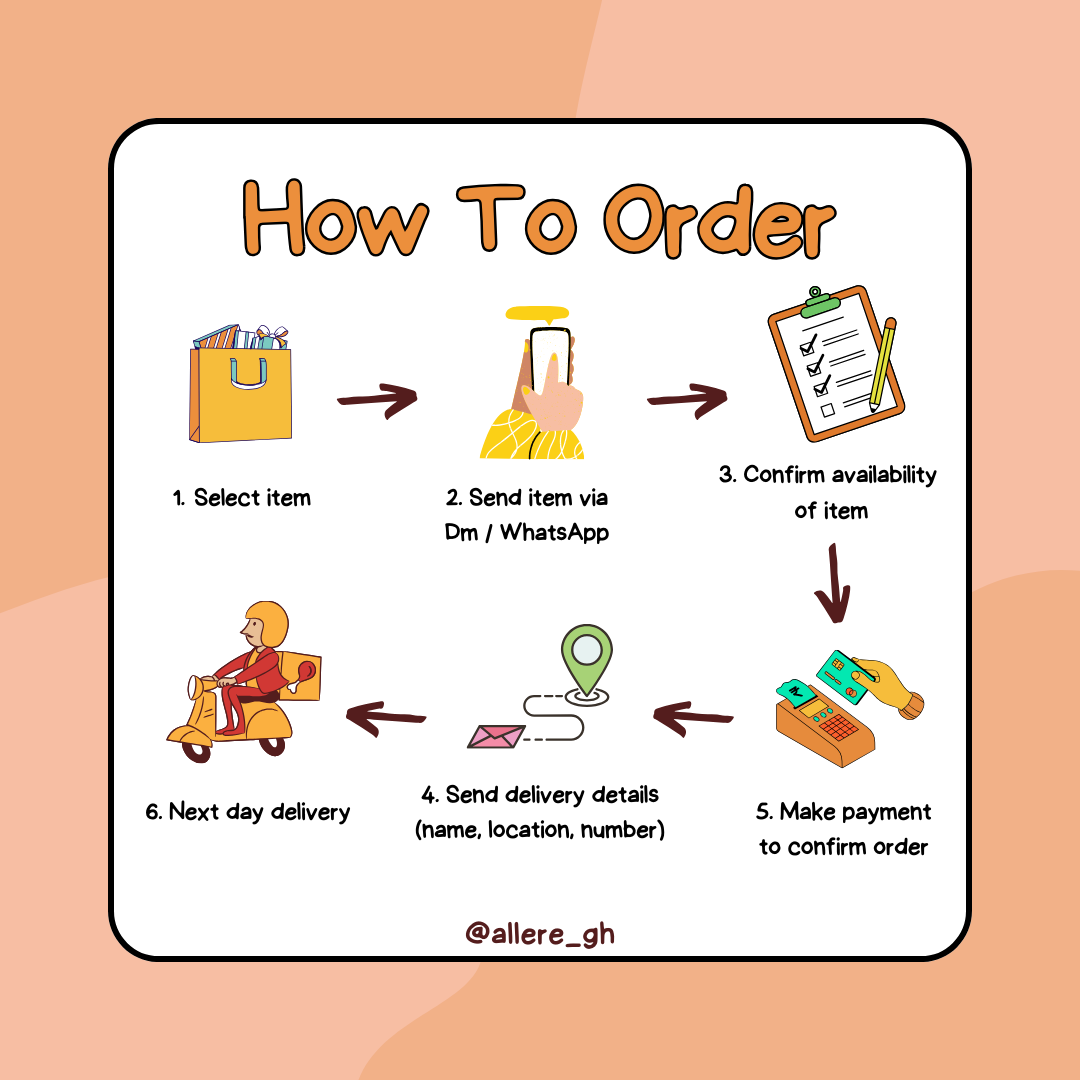 How To Order
1. Select item
2. Send item via
Dm / WhatsApp
3. Confirm availability
of item
5. Make payment
to confirm order
4. Send delivery details
(name, location, number)
6. Next day delivery
@allere_gh